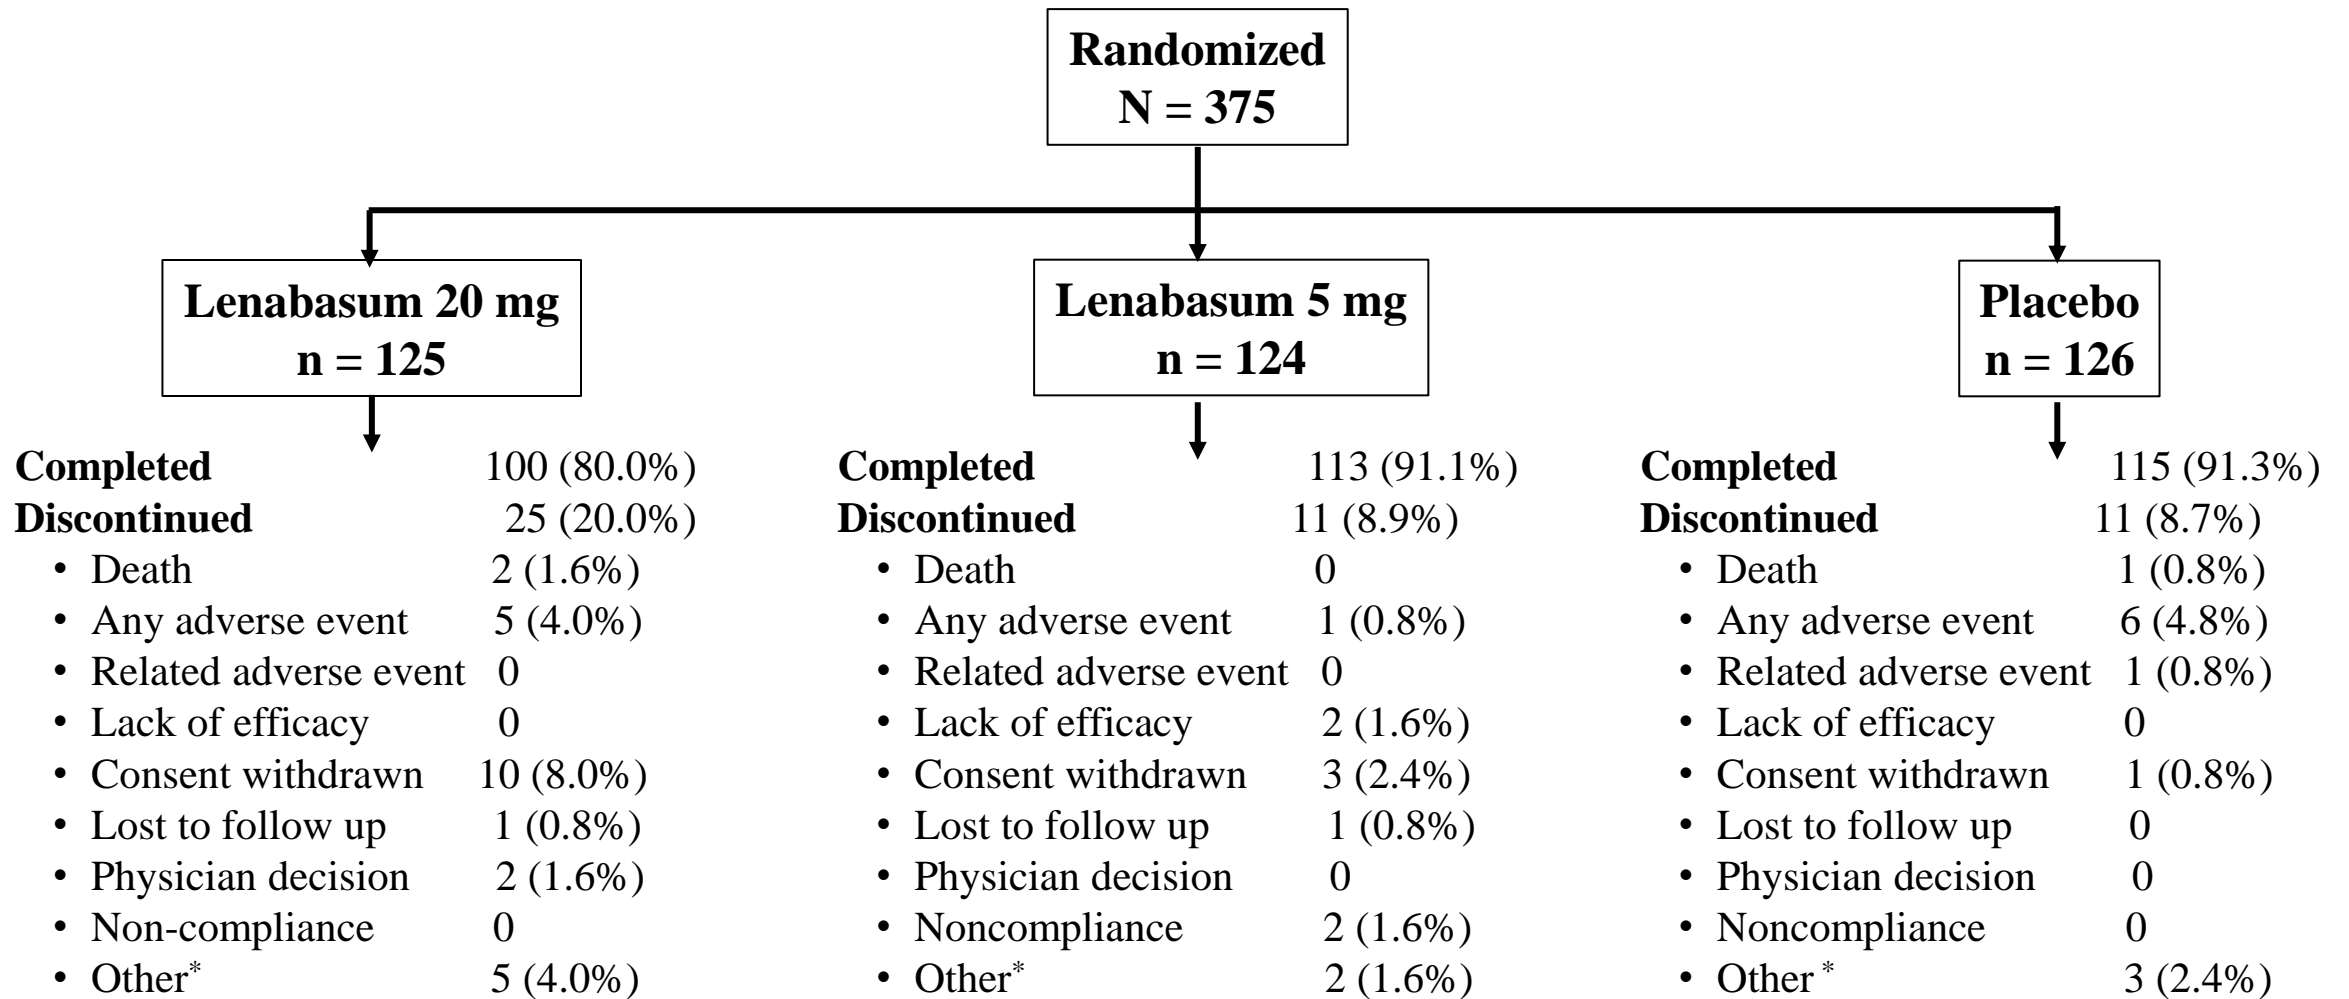 Randomized
N = 375
Lenabasum 20 mg
n = 125
Completed 100 (80.0%)
Discontinued 25 (20.0%)
• Death 2 (1.6%)
• Any adverse event 5 (4.0%)
• Related adverse event 0
• Lack of efficacy 0
• Consent withdrawn 10 (8.0%)
• Lost to follow up 1 (0.8%)
• Physician decision 2 (1.6%)
• Non-compliance 0
• Other* 5 (4.0%)
Lenabasum 5 mg
n = 124
Completed 113 (91.1%)
Discontinued 11 (8.9%)
• Death 0
• Any adverse event 1 (0.8%)
• Related adverse event 0
• Lack of efficacy 2 (1.6%)
• Consent withdrawn 3 (2.4%)
• Lost to follow up 1 (0.8%)
• Physician decision 0
• Noncompliance 2 (1.6%)
• Other* 2 (1.6%)
Placebo
n = 126
Completed 115 (91.3%)
Discontinued 11 (8.7%)
• Death 1 (0.8%)
• Any adverse event 6 (4.8%)
• Related adverse event 1 (0.8%)
• Lack of efficacy 0
• Consent withdrawn 1 (0.8%)
• Lost to follow up 0
• Physician decision 0
• Noncompliance 0
• Other * 3 (2.4%)